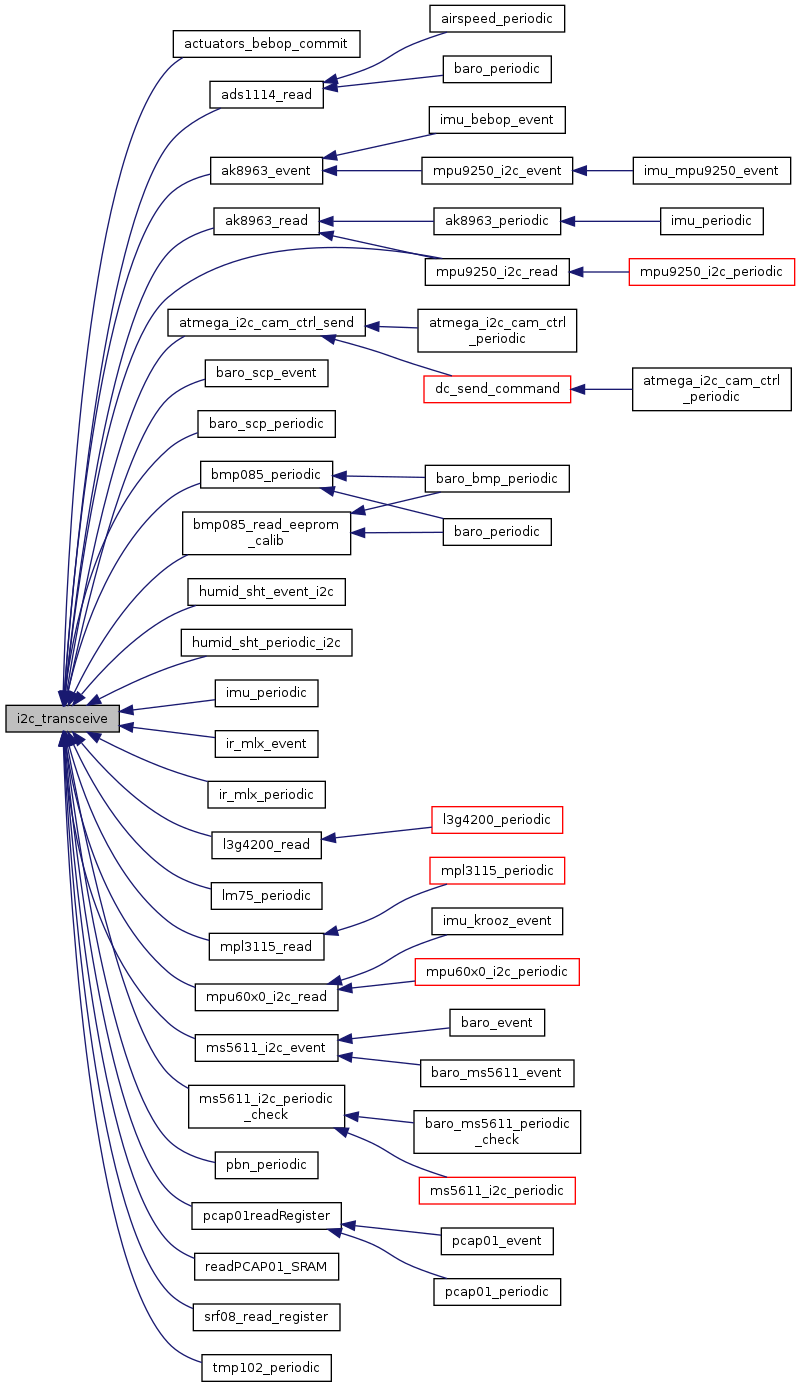 airspeed_periodic
actuators_bebop_commit
baro_periodic
ads1114_read
imu_bebop_event
ak8963_event
mpu9250_i2c_event
imu_mpu9250_event
ak8963_read
ak8963_periodic
imu_periodic
mpu9250_i2c_read
mpu9250_i2c_periodic
atmega_i2c_cam_ctrl_send
atmega_i2c_cam_ctrl
_periodic
baro_scp_event
dc_send_command
atmega_i2c_cam_ctrl
_periodic
baro_scp_periodic
bmp085_periodic
baro_bmp_periodic
bmp085_read_eeprom
_calib
baro_periodic
humid_sht_event_i2c
humid_sht_periodic_i2c
imu_periodic
i2c_transceive
ir_mlx_event
ir_mlx_periodic
l3g4200_periodic
l3g4200_read
mpl3115_periodic
lm75_periodic
imu_krooz_event
mpl3115_read
mpu60x0_i2c_periodic
mpu60x0_i2c_read
baro_event
ms5611_i2c_event
baro_ms5611_event
ms5611_i2c_periodic
_check
baro_ms5611_periodic
_check
pbn_periodic
ms5611_i2c_periodic
pcap01readRegister
pcap01_event
readPCAP01_SRAM
pcap01_periodic
srf08_read_register
tmp102_periodic